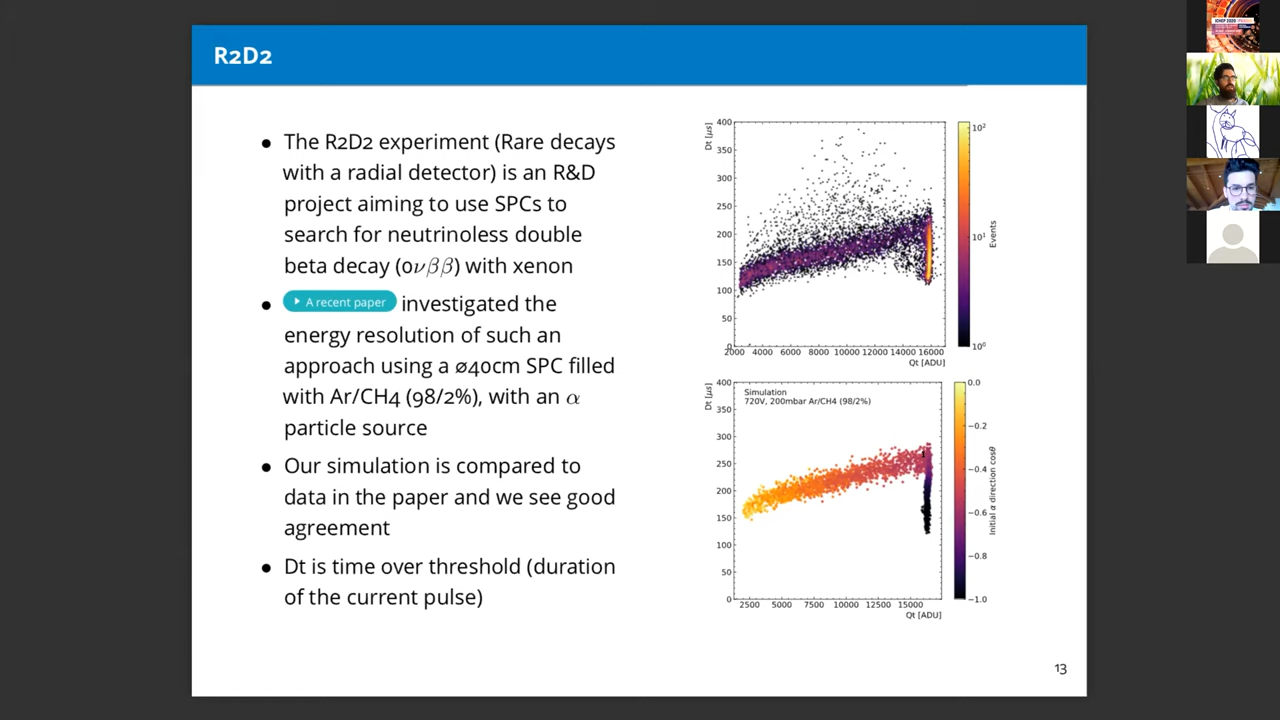 R2D2
● The R2D2 experiment (Rare decays
with a radial detector) is an R&D
project aiming to use SPCs to
search for neutrinoless double
beta decay (0νββ) with xenon
● A recent paper investigated the
energy resolution of such an
approach using a ø40cm SPC filled
with Ar/CH4 (98/2%), with an α
particle source
● Our simulation is compared to
data in the paper and we see good
agreement
● Dt is time over threshold (duration
of the current pulse)
Dt [μs]
400
350
300
250
200
150
100
50
0
2000 4000 6000 8000 10000 12000 14000 16000
Qt [ADU]
10²
10¹
10⁰
Events
Dt [μs]
400
350
300
250
200
150
100
50
0
Simulation
720V, 200mbar Ar/CH4 (98/2%)
2500 5000 7500 10000 12500 15000
Qt [ADU]
0.0
−0.2
−0.4
−0.6
−0.8
−1.0
Initial α direction cosθ
13
ICHEP 2020